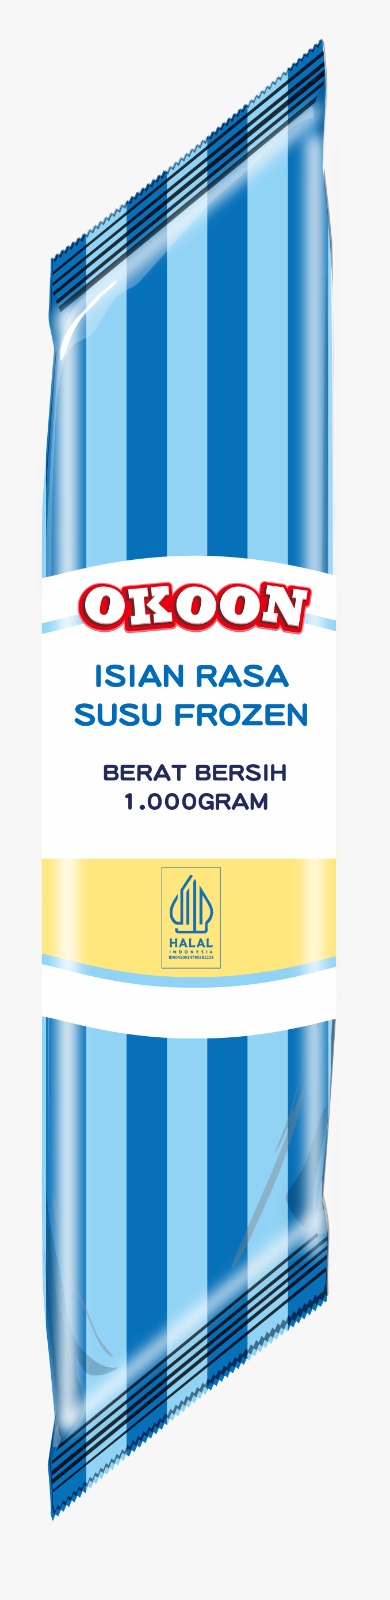 OKOON
ISIAN RASA
SUSU FROZEN
BERAT BERSIH
1.000GRAM
HALAL
INDONESIA